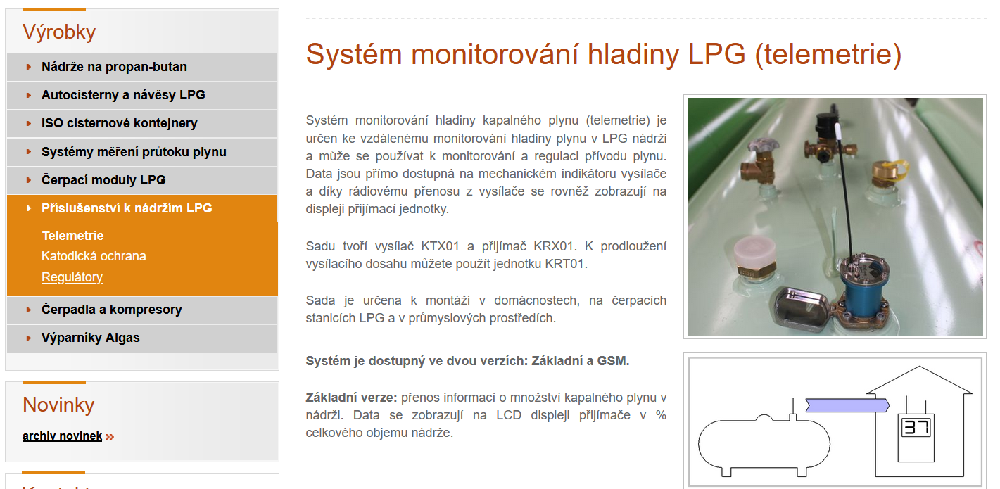 Výrobky
Nádrže na propan-butan
Autocisterny a návěsy LPG
ISO cisternové kontejnery
Systémy měření průtoku plynu
Čerpací moduly LPG
Příslušenství k nádržím LPG
Telemetrie
Katodická ochrana
Regulátory
Čerpadla a kompresory
Výparníky Algas
Novinky
archiv novinek »
Systém monitorování hladiny LPG (telemetrie)
Systém monitorování hladiny kapalného plynu (telemetrie) je
určen ke vzdálenému monitorování hladiny plynu v LPG nádrži
a může se používat k monitorování a regulaci přívodu plynu.
Data jsou přímo dostupná na mechanickém indikátoru vysílače
a díky rádiovému přenosu z vysílače se rovněž zobrazují na
displeji přijímací jednotky.
Sadu tvoří vysílač KTX01 a přijímač KRX01. K prodloužení
vysílacího dosahu můžete použít jednotku KRT01.
Sada je určena k montáži v domácnostech, na čerpacích
stanicích LPG a v průmyslových prostředích.
Systém je dostupný ve dvou verzích: Základní a GSM.
Základní verze: přenos informací o množství kapalného plynu v
nádrži. Data se zobrazují na LCD displeji přijímače v %
celkového objemu nádrže.
37